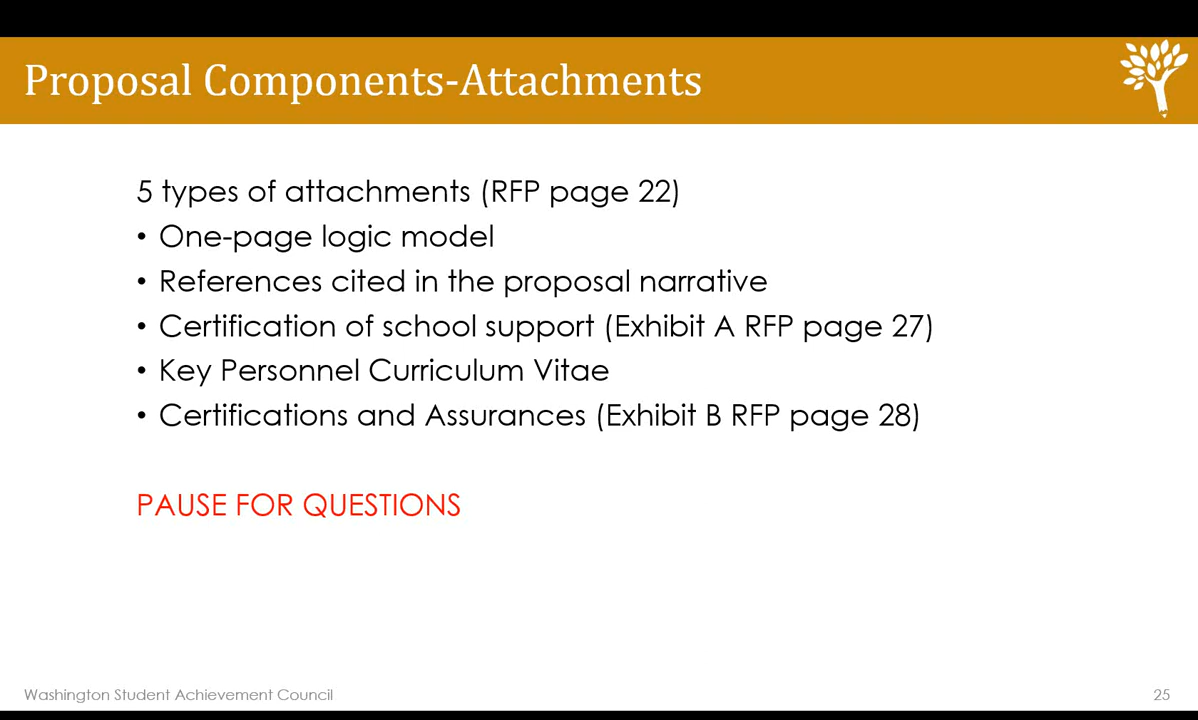 Proposal Components-Attachments
5 types of attachments (RFP page 22)
• One-page logic model
• References cited in the proposal narrative
• Certification of school support (Exhibit A RFP page 27)
• Key Personnel Curriculum Vitae
• Certifications and Assurances (Exhibit B RFP page 28)
PAUSE FOR QUESTIONS
Washington Student Achievement Council
25